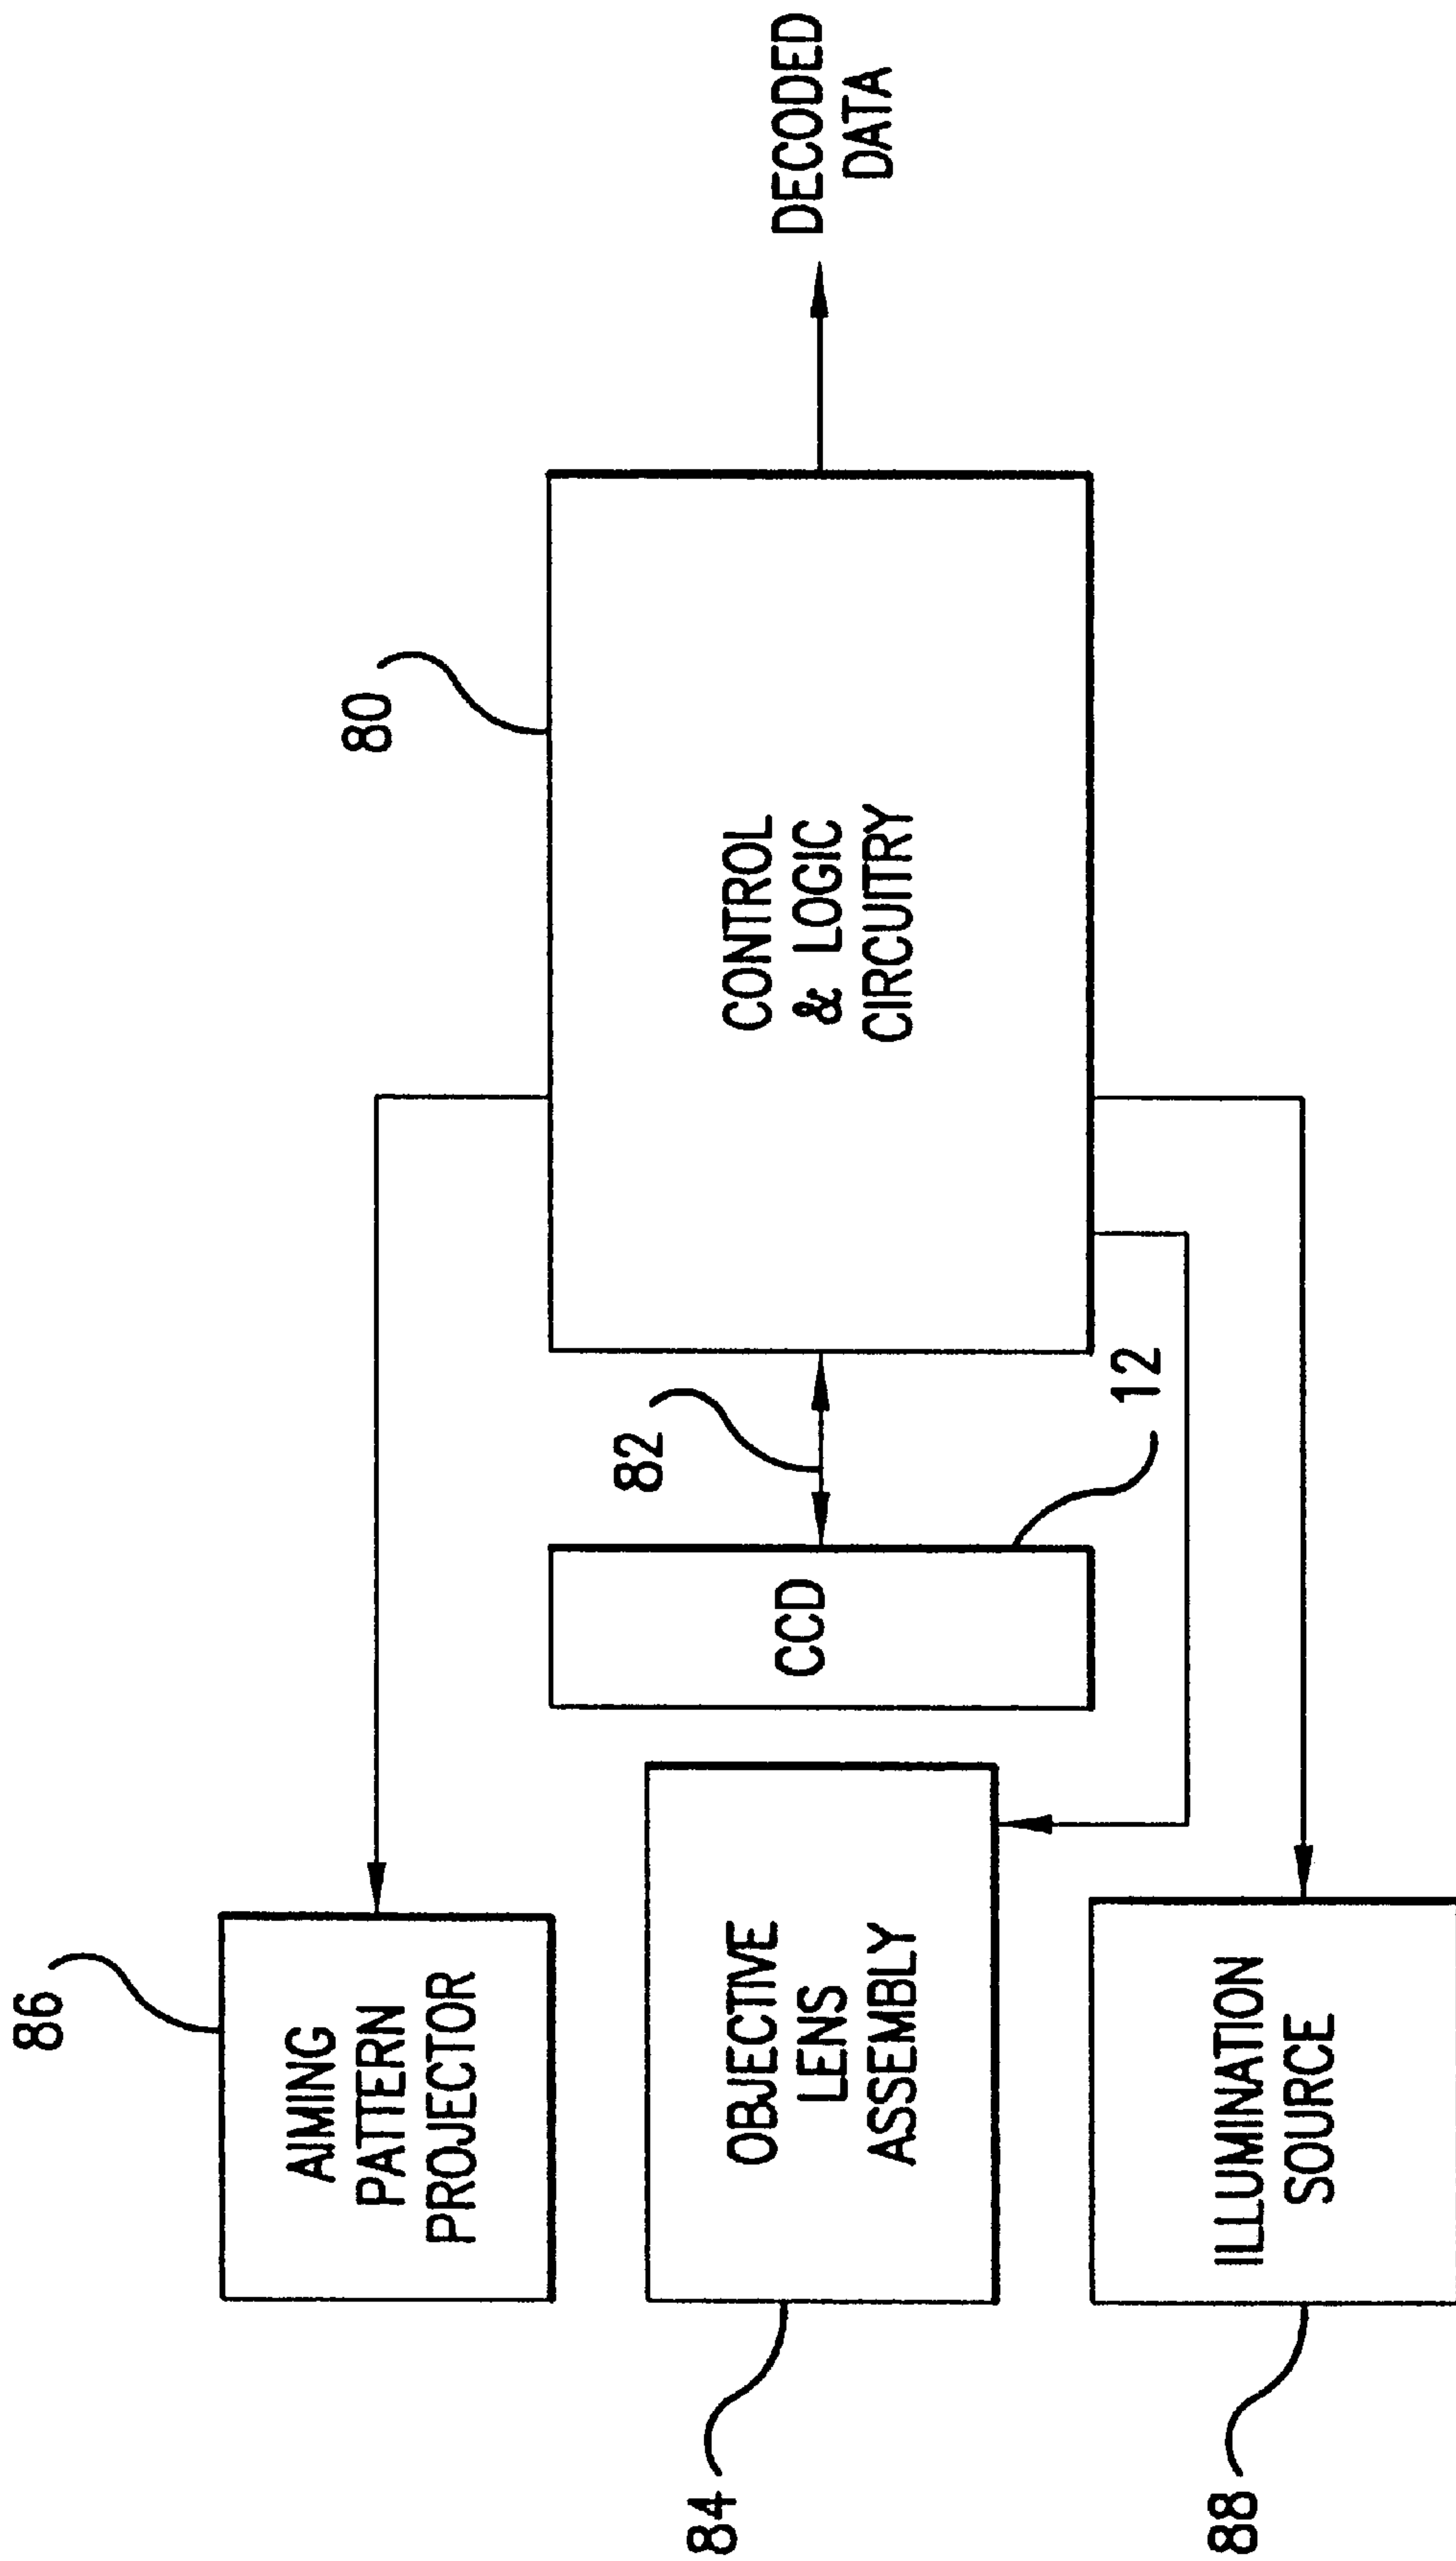 86
AIMING
PATTERN
PROJECTOR
84
OBJECTIVE
LENS
ASSEMBLY
88
ILLUMINATION
SOURCE
CCD
82
12
80
CONTROL
& LOGIC
CIRCUITRY
DECODED
DATA